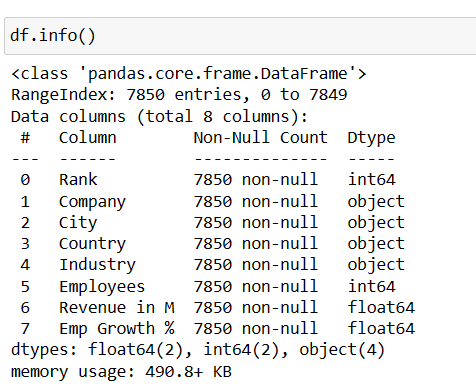 df.info()
<class 'pandas.core.frame.DataFrame'>
RangeIndex: 7850 entries, 0 to 7849
Data columns (total 8 columns):
 #   Column        Non-Null Count  Dtype
---  ------        --------------  -----
 0   Rank          7850 non-null   int64
 1   Company       7850 non-null   object
 2   City          7850 non-null   object
 3   Country       7850 non-null   object
 4   Industry      7850 non-null   object
 5   Employees     7850 non-null   int64
 6   Revenue in M  7850 non-null   float64
 7   Emp Growth %  7850 non-null   float64
dtypes: float64(2), int64(2), object(4)
memory usage: 490.8+ KB